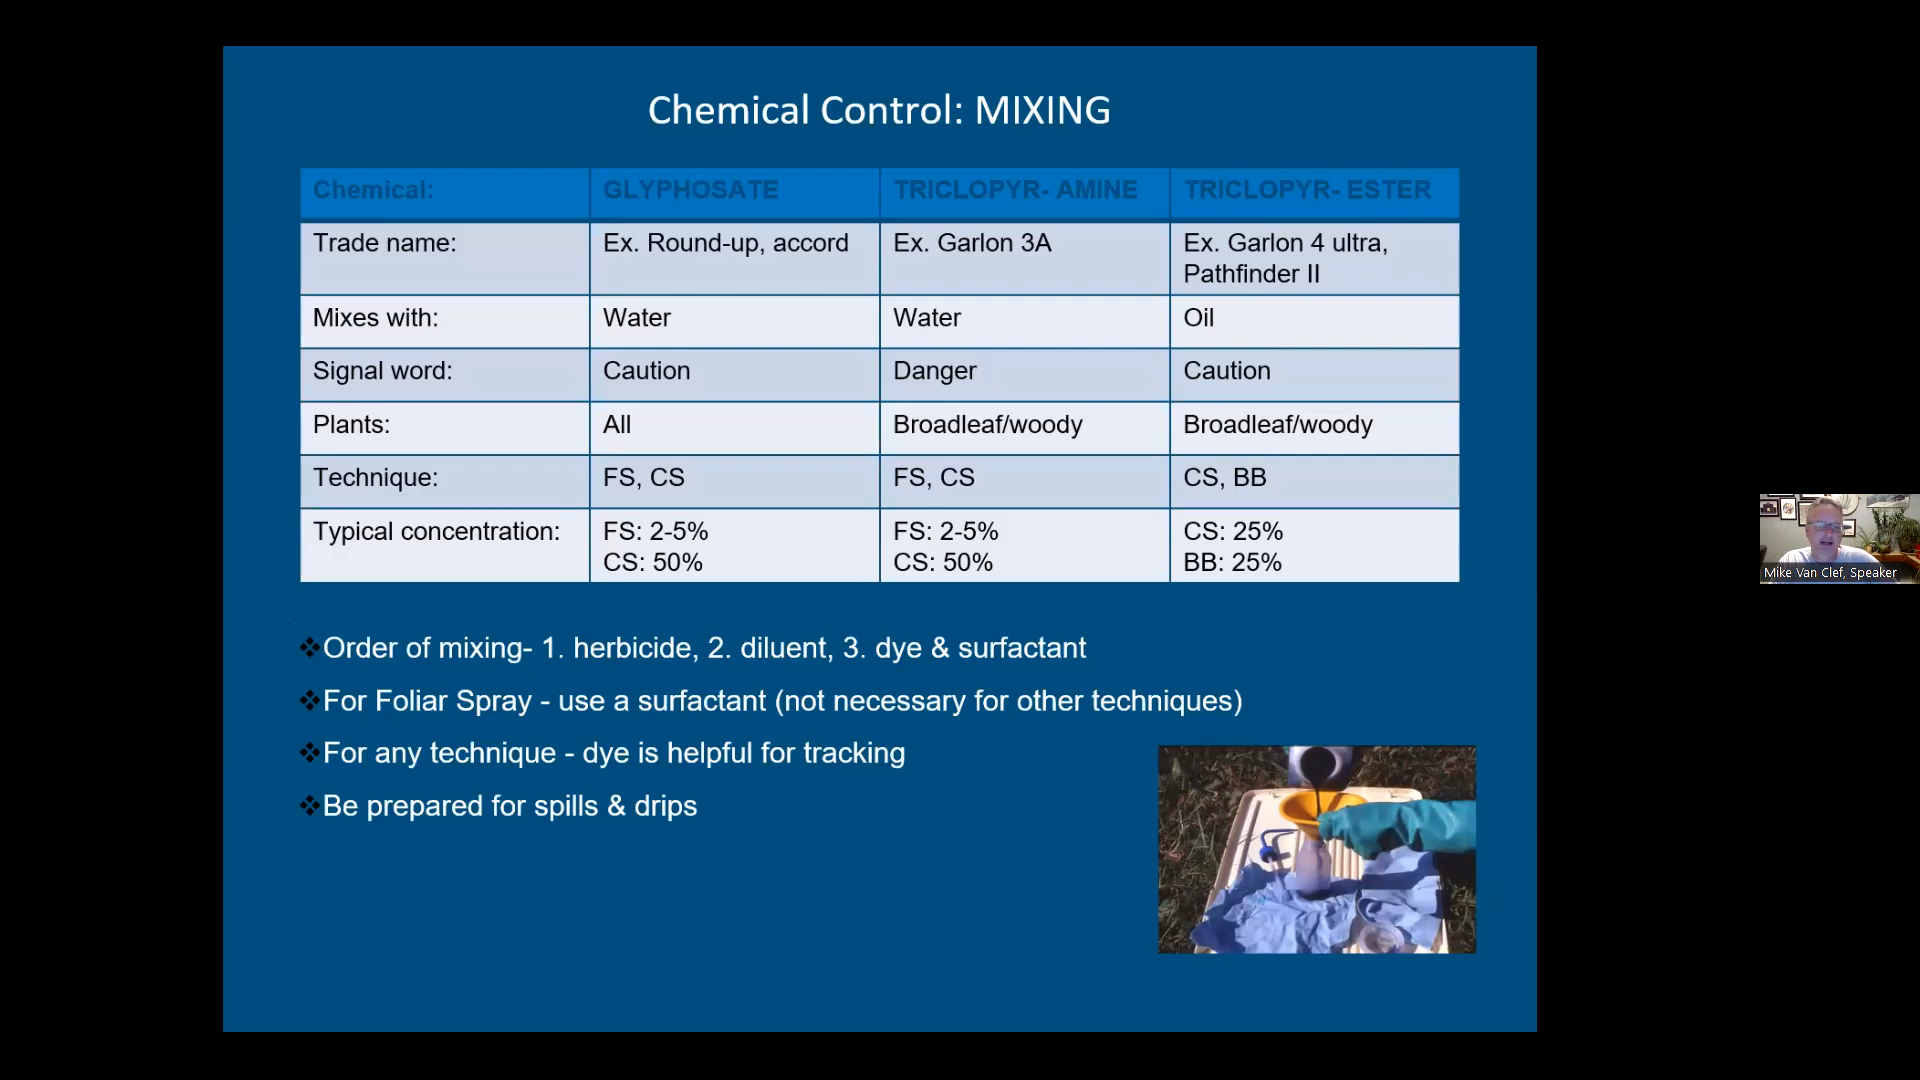 Chemical Control: MIXING
Chemical: GLYPHOSATE TRICLOPYR- AMINE TRICLOPYR- ESTER
Trade name: Ex. Round-up, accord Ex. Garlon 3A Ex. Garlon 4 ultra,
Pathfinder II
Mixes with: Water Water Oil
Signal word: Caution Danger Caution
Plants: All Broadleaf/woody Broadleaf/woody
Technique: FS, CS FS, CS CS, BB
Typical concentration: FS: 2-5% FS: 2-5% CS: 25%
CS: 50% CS: 50% BB: 25%
❖Order of mixing- 1. herbicide, 2. diluent, 3. dye & surfactant
❖For Foliar Spray - use a surfactant (not necessary for other techniques)
❖For any technique - dye is helpful for tracking
❖Be prepared for spills & drips
Mike Van Clef, Speaker